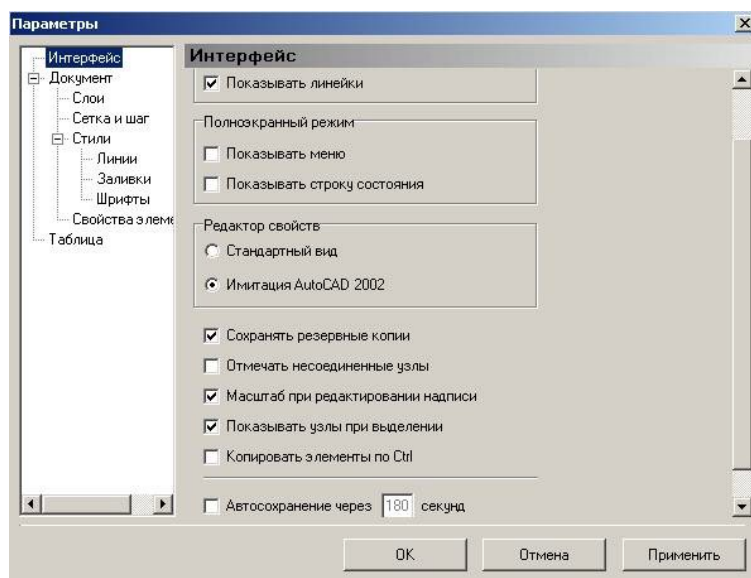 Параметры
Интерфейс
Документ
Слои
Сетка и шаг
Стили
Линии
Заливки
Шрифты
Свойства элеме
Таблица
Интерфейс
Показывать линейки
Полноэкранный режим
Показывать меню
Показывать строку состояния
Редактор свойств
Стандартный вид
Имитация AutoCAD 2002
Сохранять резервные копии
Отмечать несоединенные узлы
Масштаб при редактировании надписи
Показывать узлы при выделении
Копировать элементы по Ctrl
Автосохранение через 180 секунд
OK Отмена Применить